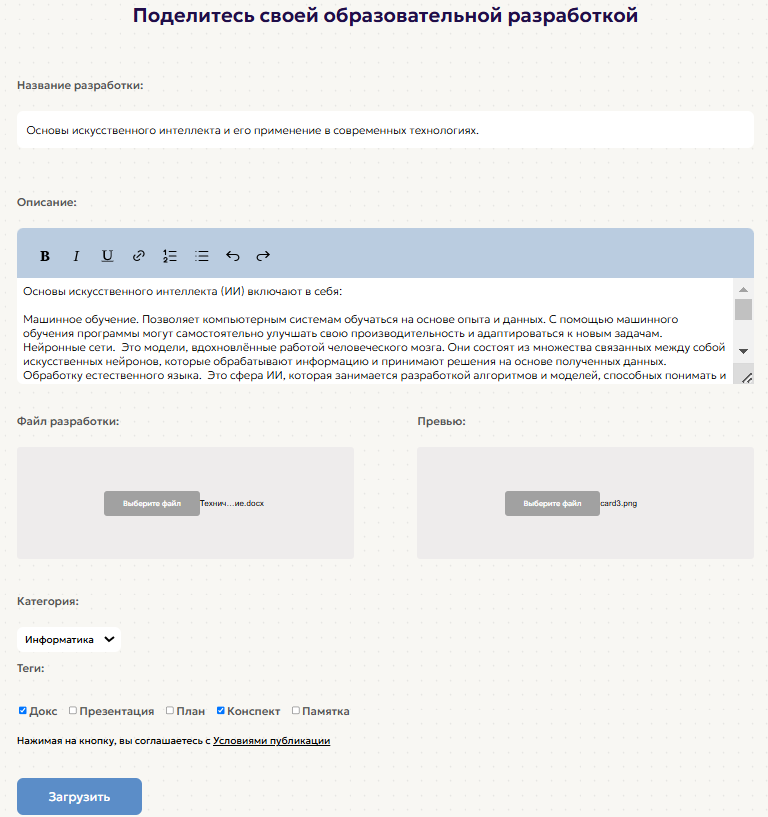 Поделитесь своей образовательной разработкой
Название разработки:
Основы искусственного интеллекта и его применение в современных технологиях.
Описание:
B I U
Основы искусственного интеллекта (ИИ) включают в себя:
Машинное обучение. Позволяет компьютерным системам обучаться на основе опыта и данных. С помощью машинного
обучения программы могут самостоятельно улучшать свою производительность и адаптироваться к новым задачам.
Нейронные сети. Это модели, вдохновлённые работой человеческого мозга. Они состоят из множества связанных между собой
искусственных нейронов, которые обрабатывают информацию и принимают решения на основе полученных данных.
Обработку естественного языка. Это сфера ИИ, которая занимается разработкой алгоритмов и моделей, способных понимать и
Файл разработки:
Превью:
Выберите файл Технич...ие.docx
Выберите файл card3.png
Категория:
Информатика
Теги:
Докс Презентация План Конспект Памятка
Нажимая на кнопку, вы соглашаетесь с Условиями публикации
Загрузить